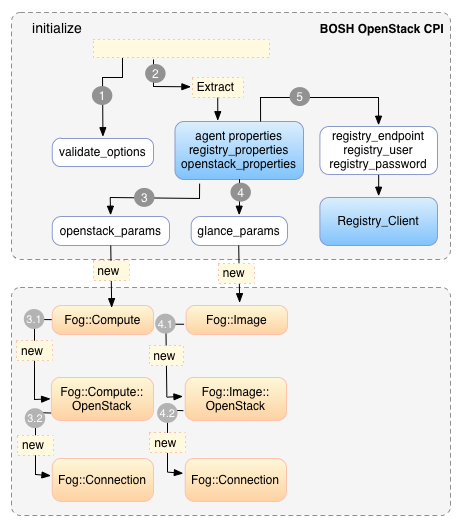 initialize
BOSH OpenStack CPI
1
2
Extract
5
validate_options
agent properties
registry_properties
openstack_properties
registry_endpoint
registry_user
registry_password
3
4
openstack_params
glance_params
Registry_Client
new
new
3.1
Fog::Compute
4.1
Fog::Image
new
new
Fog::Compute::
OpenStack
Fog::Image::
OpenStack
3.2
4.2
new
new
Fog::Connection
Fog::Connection